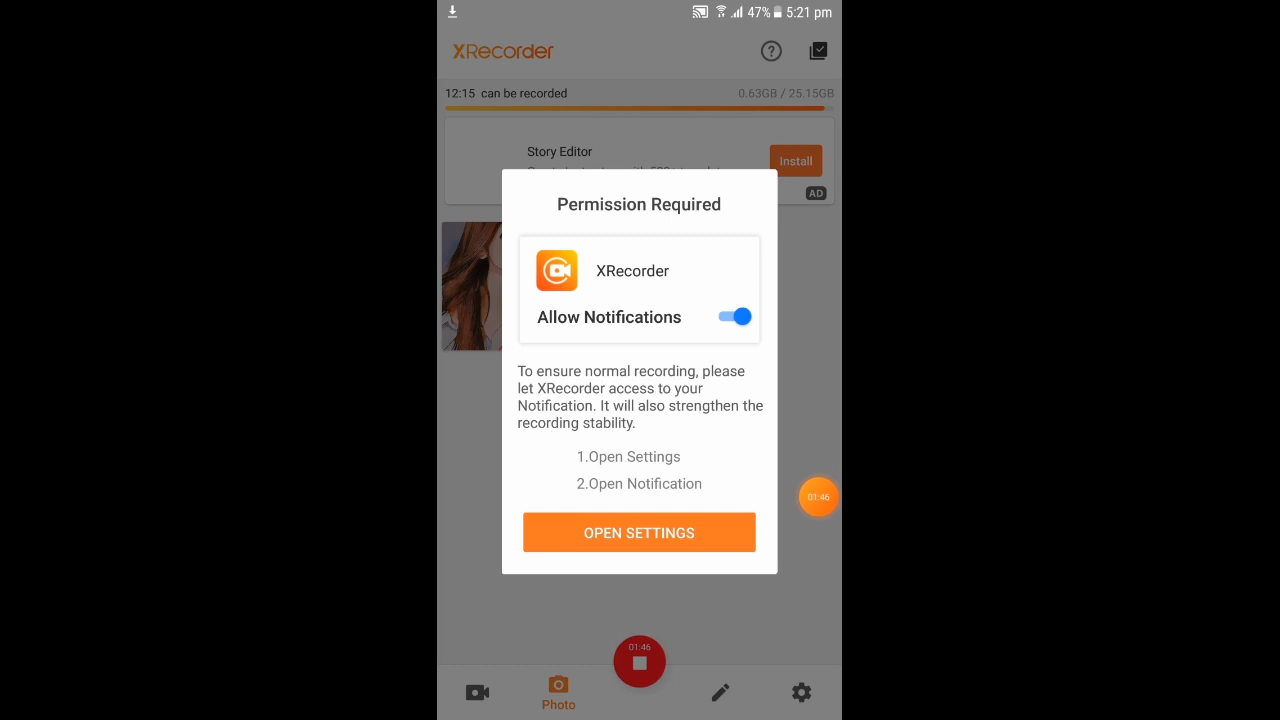 47% 5:21 pm
XRecorder
12:15 can be recorded 0.63GB / 25.15GB
Story Editor
Install
AD
Permission Required
XRecorder
Allow Notifications
To ensure normal recording, please
let XRecorder access to your
Notification. It will also strengthen the
recording stability.
1.Open Settings
2.Open Notification
01:46
OPEN SETTINGS
01:46
Photo